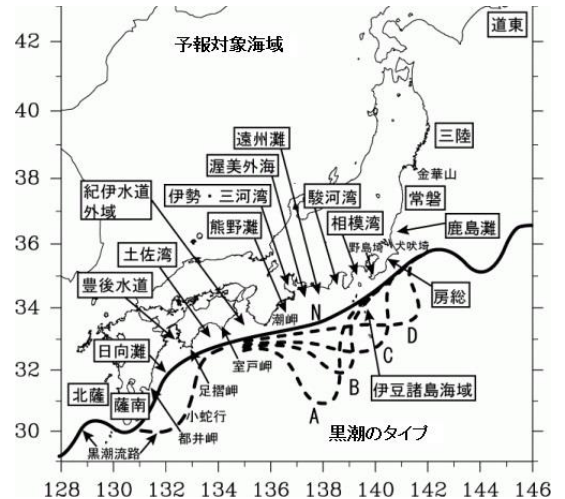 道東
42
予報対象海域
40
三陸
遠州灘
渥美外海
金華山
38
紀伊水道
外域
伊勢・三河湾
駿河湾
常磐
熊野灘
相模湾
鹿島灘
36
土佐湾
野島埼
犬吠埼
豊後水道
房総
34
潮岬
N
D
日向灘
室戸岬
C
32
足摺岬
B
伊豆諸島海域
北薩
薩南
小蛇行
A
都井岬
黒潮のタイプ
30
黒潮流路
128 130 132 134 136 138 140 142 144 146